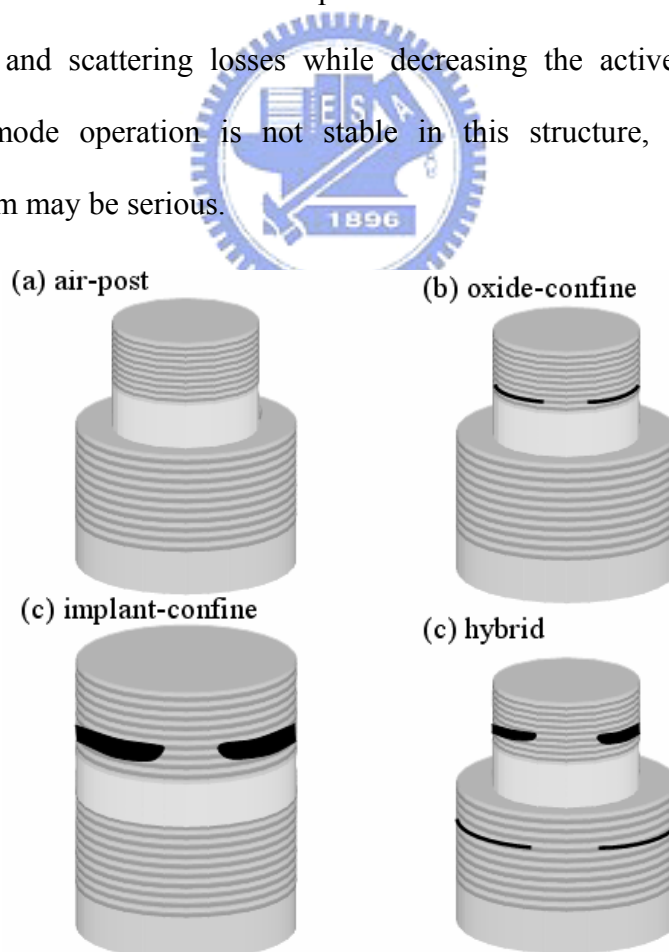 and scattering losses while decreasing the active
mode operation is not stable in this structure,
may be serious.
ES A
1896
(a) air-post
(b) oxide-confine
(c) implant-confine
(c) hybrid